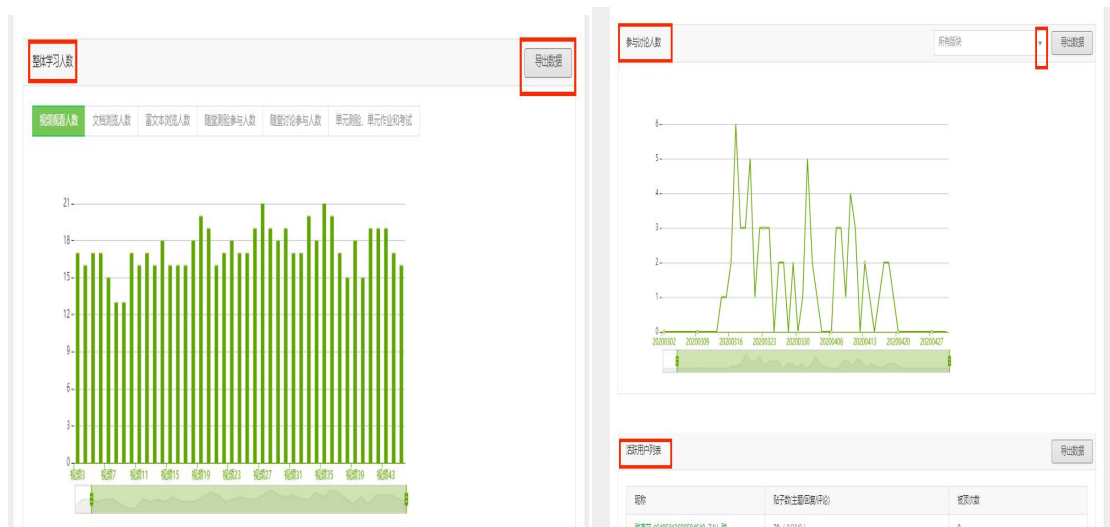 整体学习人数
导出数据
视频观看人数 文档浏览人数 富文本浏览人数 随堂测验参与人数 随堂讨论参与人数 单元测验、单元作业和考试
21
18
15
12
9
6
3
0
视频3 视频7 视频11 视频15 视频19 视频23 视频27 视频31 视频35 视频39 视频43
参与讨论人数
所有版块
导出数据
6
5
4
3
2
1
0
20200302 20200309 20200316 20200323 20200330 20200406 20200413 20200420 20200427
活跃用户列表
导出数据
昵称 贴子数(主题/回复/评论) 被顶次数